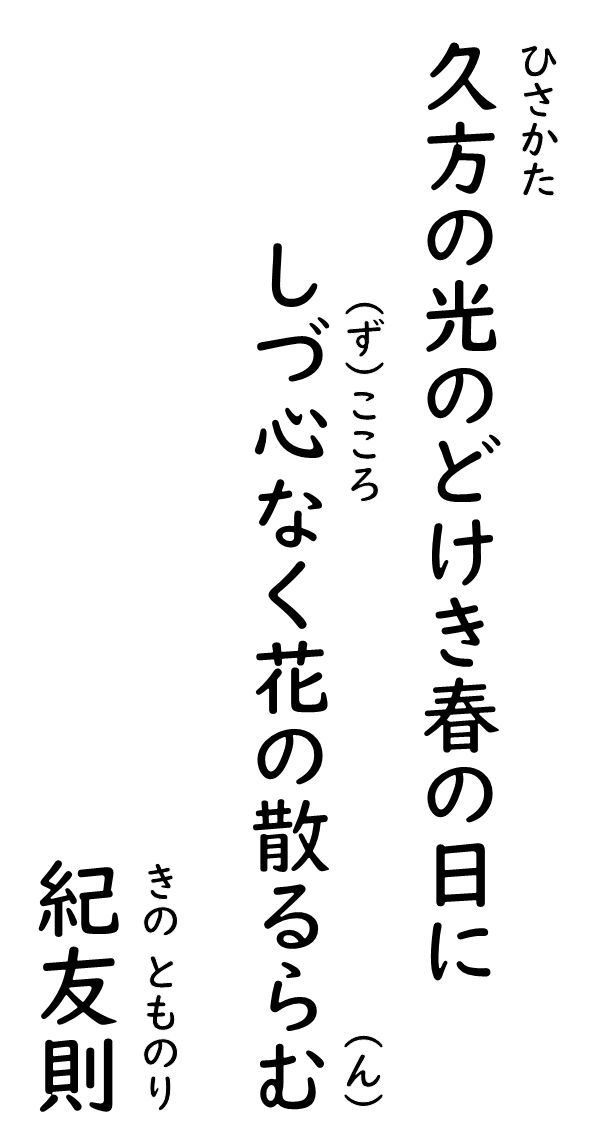 ひさかた
久方の光のどけき春の日に
(ず)こころ
(ん)
しづ心なく花の散るらむ
きの とものり
紀友則